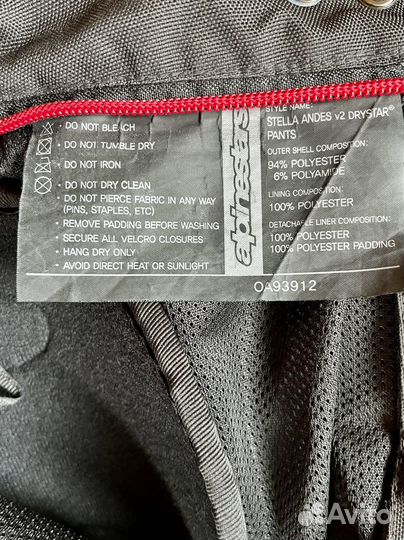 • DO NOT BLEACH
• DO NOT TUMBLE DRY
• DO NOT IRON
• DO NOT DRY CLEAN
• DO NOT PIERCE FABRIC IN ANY WAY
(PINS, STAPLES, ETC)
• REMOVE PADDING BEFORE WASHING
• SECURE ALL VELCRO CLOSURES
• HANG DRY ONLY
• AVOID DIRECT HEAT OR SUNLIGHT
alpinestars
STYLE NAME:
STELLA ANDES v2 DRYSTAR®
PANTS
OUTER SHELL COMPOSITION:
94% POLYESTER
6% POLYAMIDE
LINING COMPOSITION:
100% POLYESTER
DETACHABLE LINER COMPOSITION:
100% POLYESTER
100% POLYESTER PADDING
OA93912
Avito